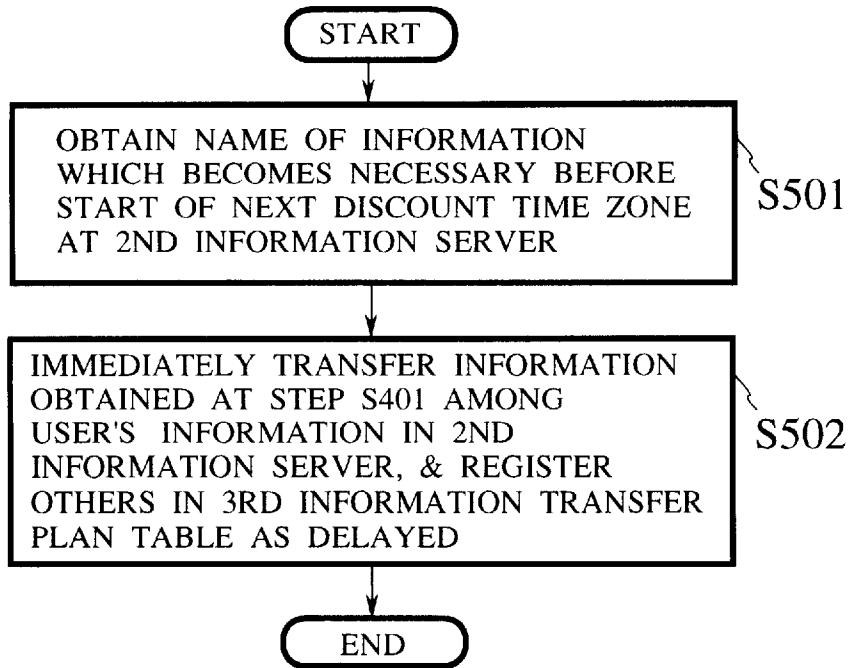 START
OBTAIN NAME OF INFORMATION
WHICH BECOMES NECESSARY BEFORE
START OF NEXT DISCOUNT TIME ZONE
AT 2ND INFORMATION SERVER
S501
IMMEDIATELY TRANSFER INFORMATION
OBTAINED AT STEP S401 AMONG
USER'S INFORMATION IN 2ND
INFORMATION SERVER, & REGISTER
OTHERS IN 3RD INFORMATION TRANSFER
PLAN TABLE AS DELAYED
S502
END